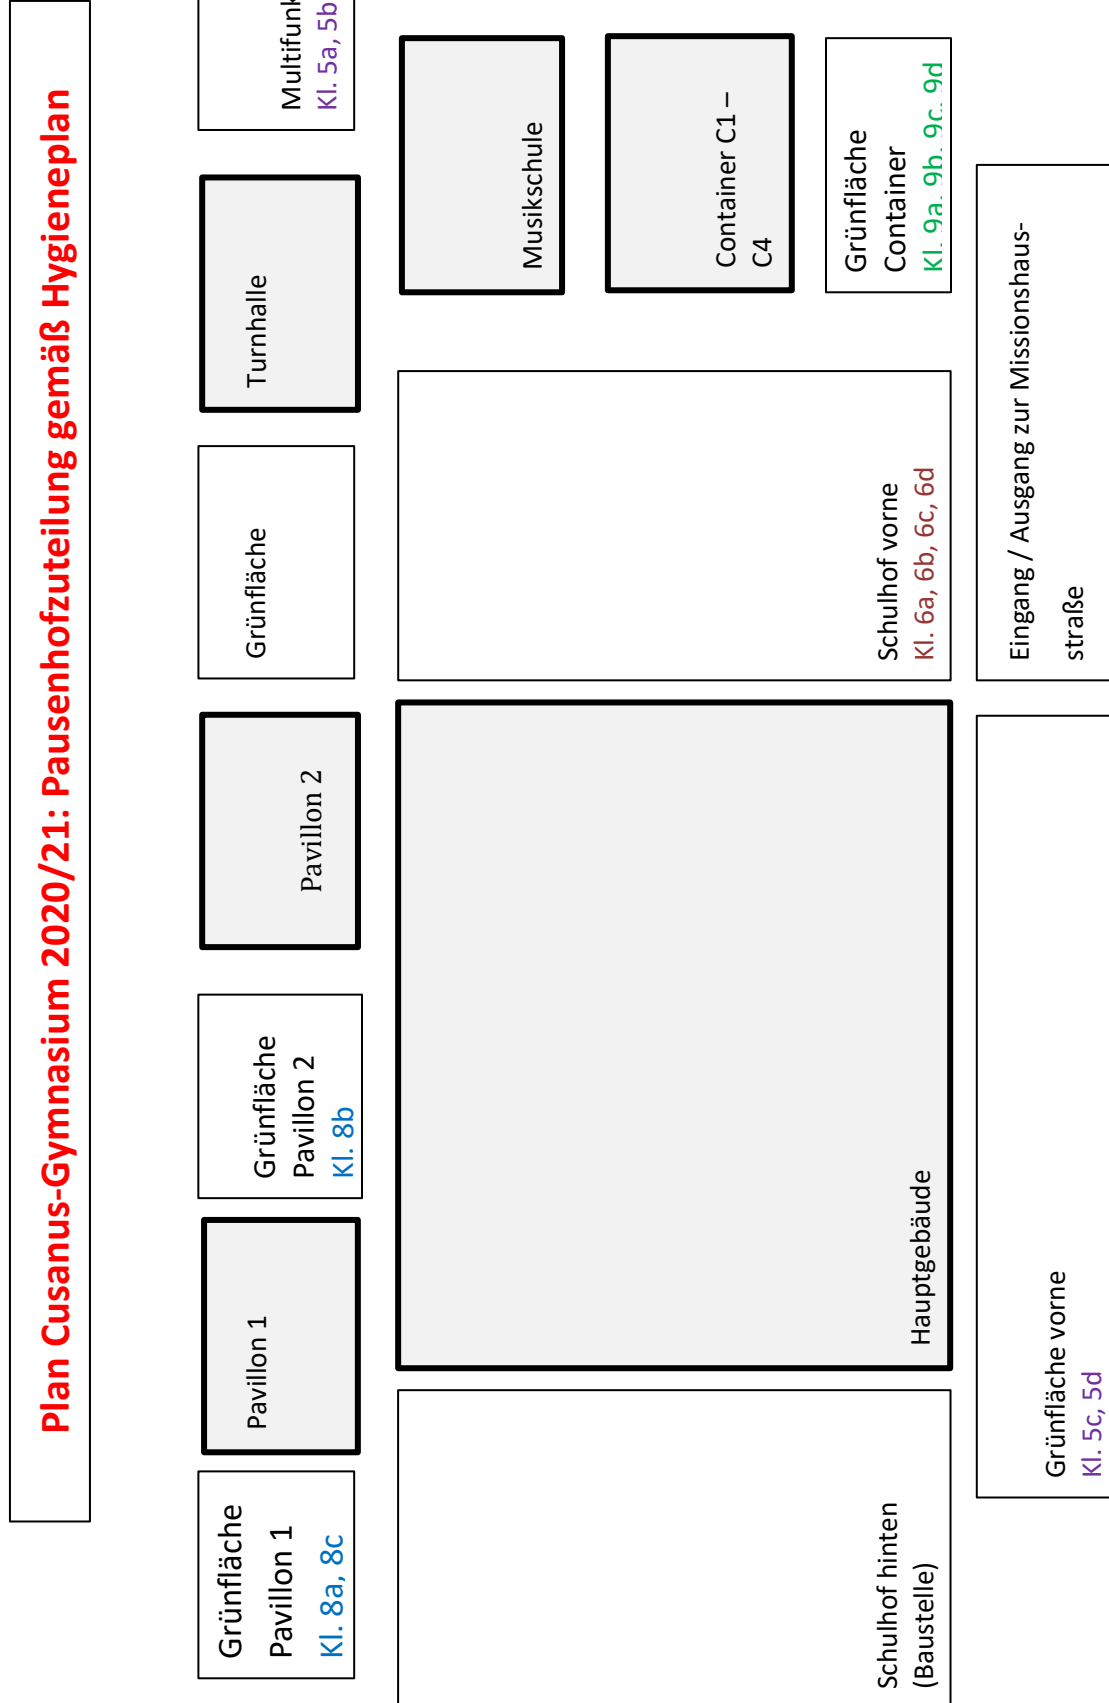 Plan Cusanus-Gymnasium 2020/21: Pausenhofzuteilung gemäß Hygieneplan
Grünfläche
Pavillon 1
Kl. 8a, 8c
Pavillon 1
Grünfläche
Pavillon 2
Kl. 8b
Pavillon 2
Grünfläche
Turnhalle
Multifunk
Kl. 5a, 5b
Schulhof hinten
(Baustelle)
Hauptgebäude
Schulhof vorne
Kl. 6a, 6b, 6c, 6d
Musikschule
Container C1 –
C4
Grünfläche
Container
Kl. 9a, 9b, 9c, 9d
Grünfläche vorne
Kl. 5c, 5d
Eingang / Ausgang zur Missionshaus-
straße